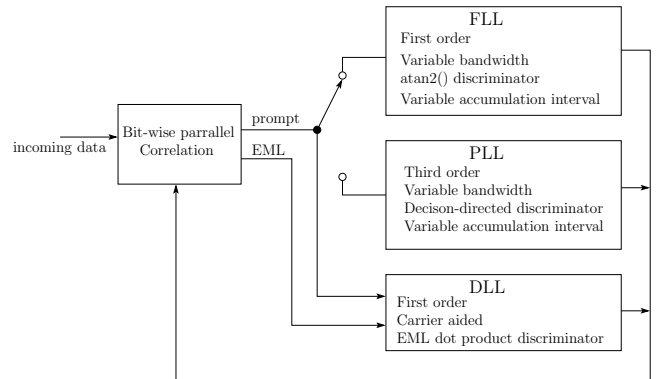 FLL
First order
Variable bandwidth
atan2() discriminator
Variable accumulation interval
prompt
Bit-wise parrallel
Correlation
incoming data
EML
PLL
Third order
Variable bandwidth
Decison-directed discriminator
Variable accumulation interval
DLL
First order
Carrier aided
EML dot product discriminator